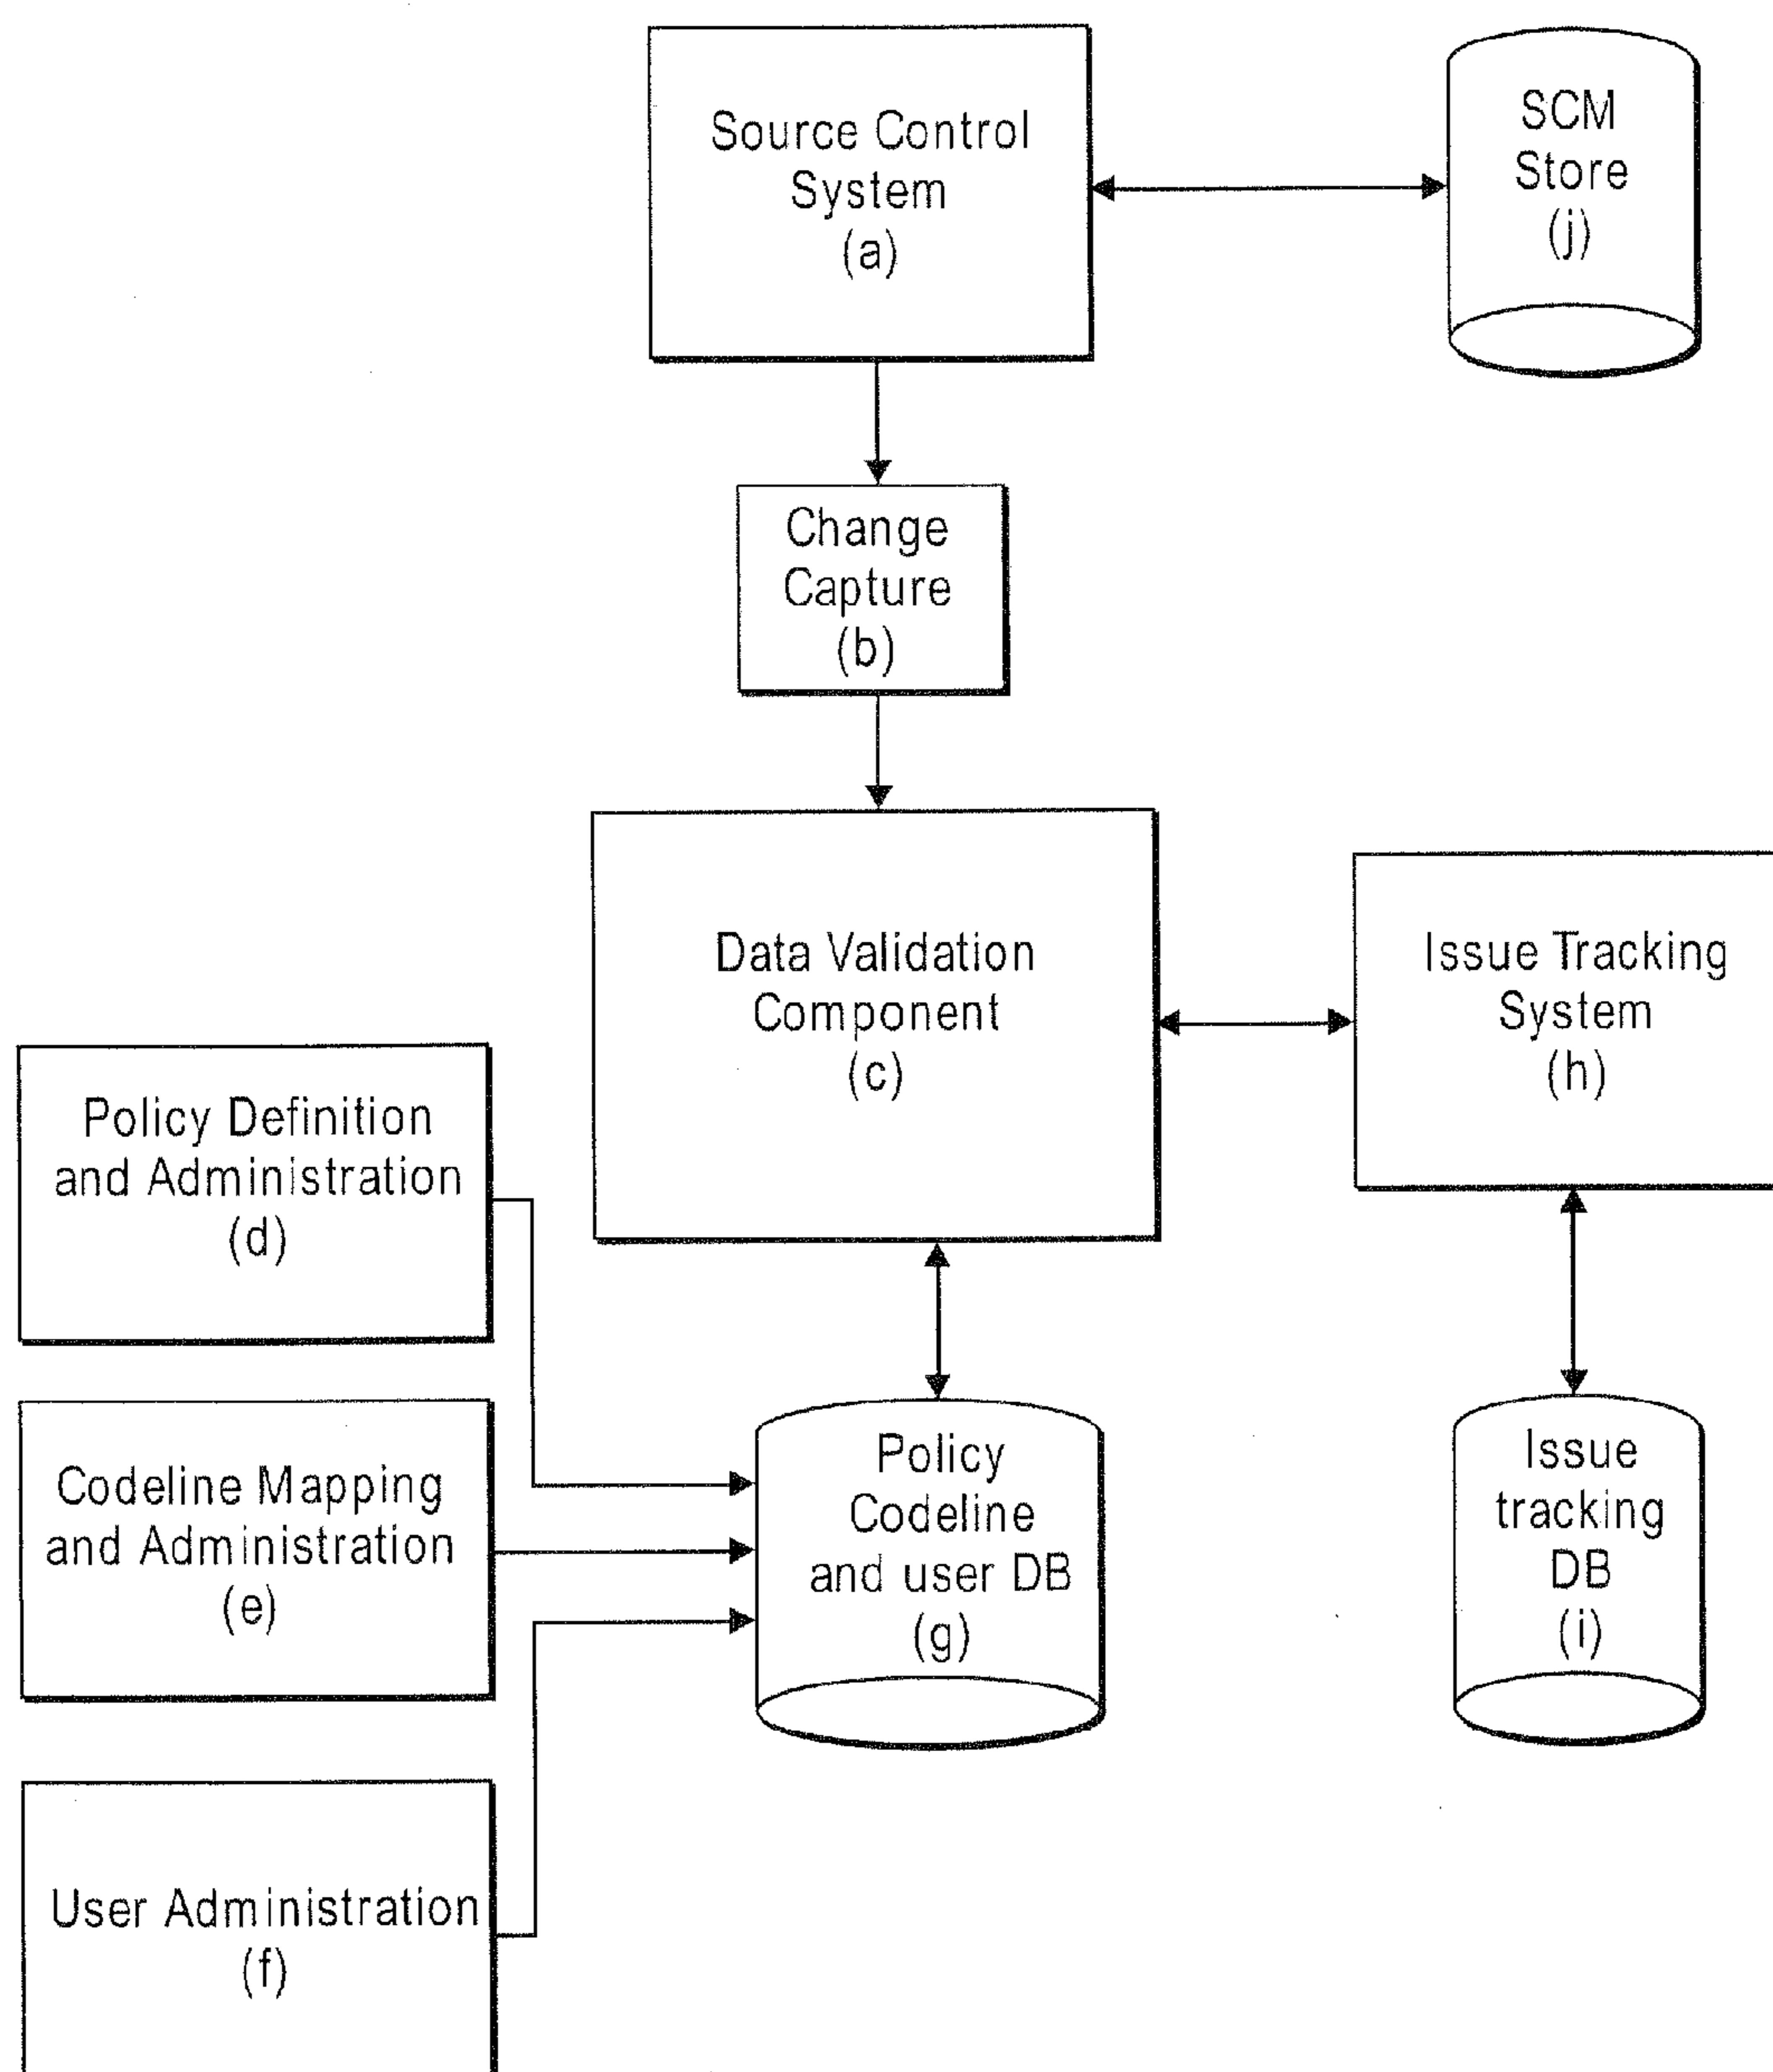 Source Control
System
(a)
SCM
Store
(j)
Change
Capture
(b)
Data Validation
Component
(c)
Issue Tracking
System
(h)
Policy Definition
and Administration
(d)
Codeline Mapping
and Administration
(e)
User Administration
(f)
Policy
Codeline
and user DB
(g)
Issue
tracking
DB
(i)